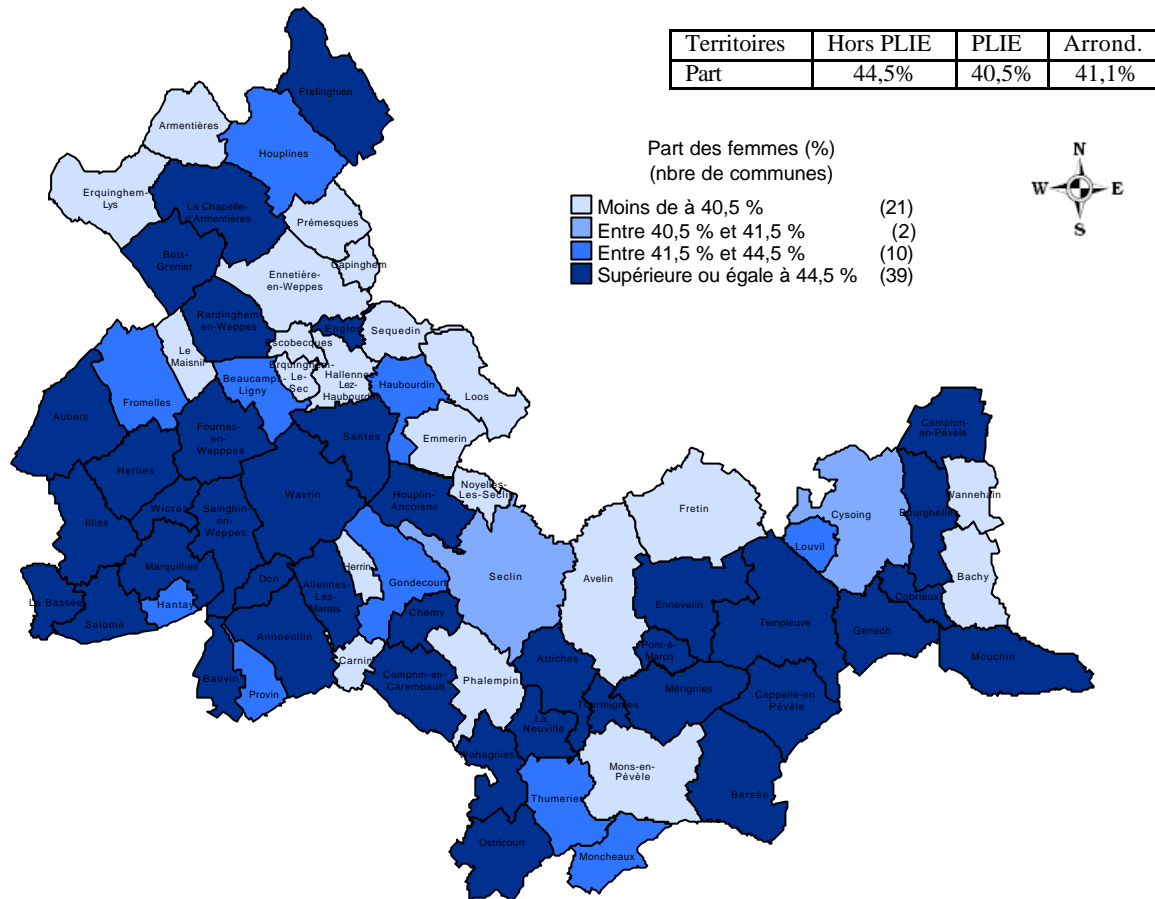 Territoires Hors PLIE PLIE Arrond.
Part 44,5% 40,5% 41,1%
Part des femmes (%)
(nbre de communes)
Moins de à 40,5 % (21)
Entre 40,5 % et 41,5 % (2)
Entre 41,5 % et 44,5 % (10)
Supérieure ou égale à 44,5 % (39)
N
W E
S
Frelinghien
Armentières
Houplines
Erquinghem-
Lys
La Chapelle-
d'Armentières
Prémesques
Bois-
Grenier
Capinghem
Ennetière-
en-Weppes
Rardinghem
en-Weppes
Englos
Sequedin
Escobecques
Le
Maisnil
Erquinghem-
Le-
Sec
Hallennes-
Lez-
Haubourdin
Beaucamps-
Ligny
Haubourdin
Loos
Fromelles
Aubers
Fournes-
en-
Wepppes
Santes
Emmerin
Camphin-
en-Pévèle
Herlies
Wavrin
Houplin-
Ancoisne
Noyelles-
Les-Seclin
Wannehain
Illies
Wicres
Sainghin-
en-
Weppes
Fretin
Cysoing
Bourghelles
Louvil
Marquillies
Herrin
Gondecourt
Seclin
Avelin
Bachy
Don
Allennes-
Les-
Marais
Ennevelin
Cobrieux
La Bassée
Hantay
Salomé
Chemy
Templeuve
Genech
Annoeullin
Pont-à-
Marcq
Carnin
Attiches
Mouchin
Bauvin
Provin
Camphin-en-
Carembault
Phalempin
Mérignies
Cappelle-en
Pévèle
Tourmignies
La
Neuville
Wahagnies
Mons-en-
Pévèle
Thumeries
Bersée
Ostricourt
Moncheaux